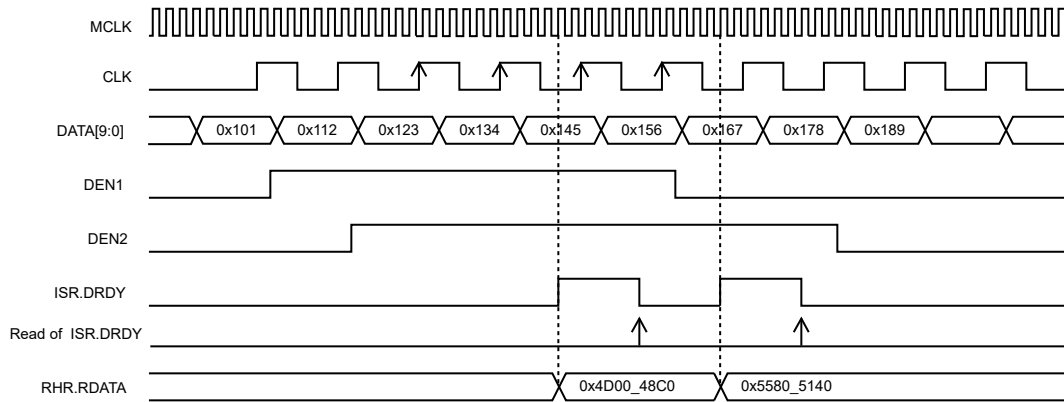 MCLK
CLK
DATA[9:0] 0x101 0x112 0x123 0x134 0x145 0x156 0x167 0x178 0x189
DEN1
DEN2
ISR.DRDY
Read of ISR.DRDY
RHR.RDATA 0x4D00_48C0 0x5580_5140